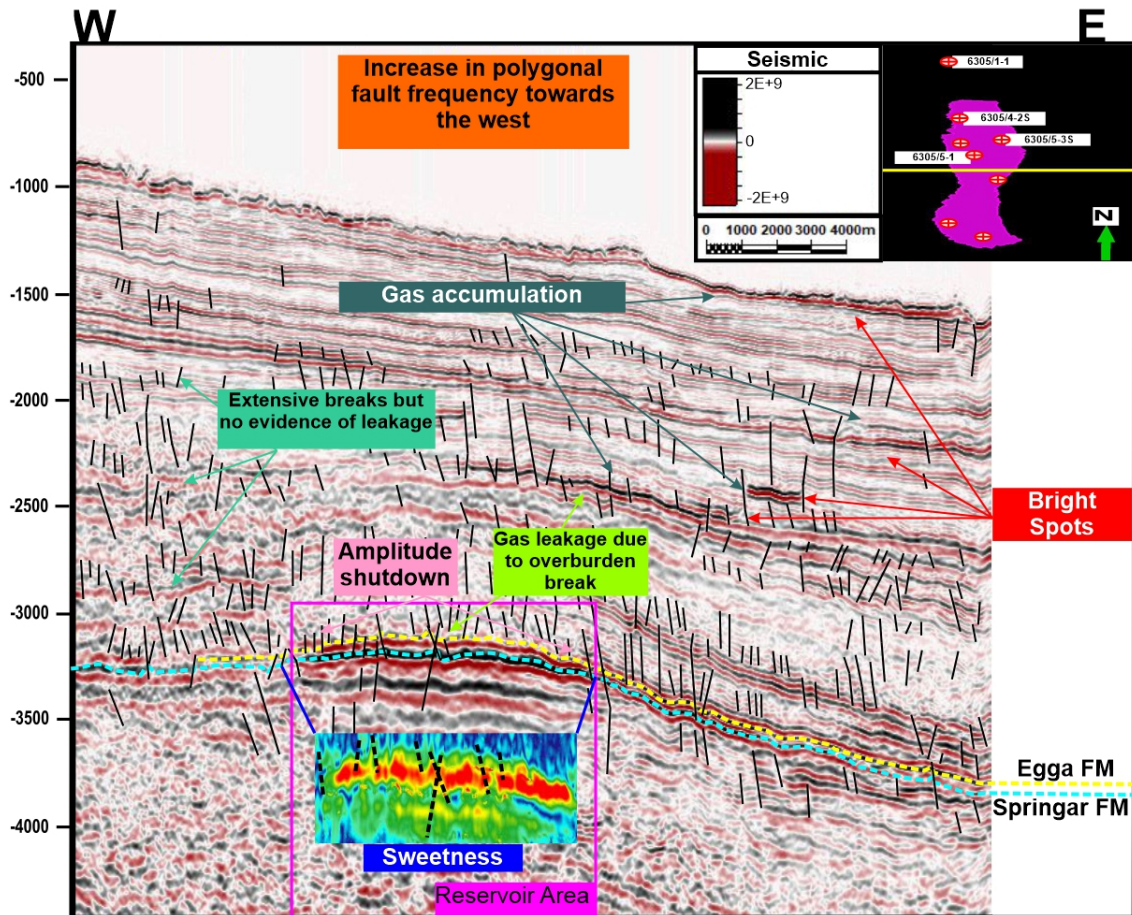 W
E
-500
-1000
-1500
-2000
-2500
-3000
-3500
-4000
Increase in polygonal
fault frequency towards
the west
Seismic
2E+9
0
-2E+9
0 1000 2000 3000 4000m
6305/1-1
6305/4-2S
6305/5-3S
6305/5-1
N
Gas accumulation
Extensive breaks but
no evidence of leakage
Bright
Spots
Amplitude
shutdown
Gas leakage due
to overburden
break
Egga FM
Springar FM
Sweetness
Reservoir Area